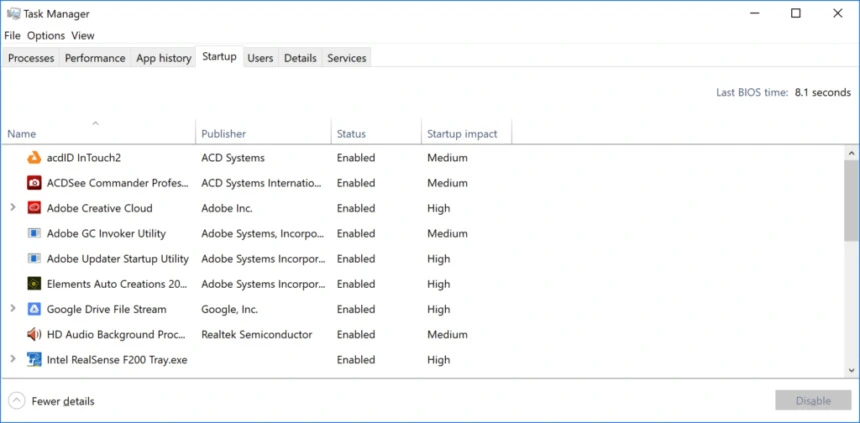 Task Manager
File Options View
Processes Performance App history Startup Users Details Services
Last BIOS time: 8.1 seconds
Name Publisher Status Startup impact
acdID InTouch2 ACD Systems Enabled Medium
ACDSee Commander Profes... ACD Systems Internatio... Enabled Medium
Adobe Creative Cloud Adobe Inc. Enabled High
Adobe GC Invoker Utility Adobe Systems, Incorpo... Enabled Medium
Adobe Updater Startup Utility Adobe Systems Incorpor... Enabled High
Elements Auto Creations 20... Adobe Systems Incorpor... Enabled High
Google Drive File Stream Google, Inc. Enabled High
HD Audio Background Proc... Realtek Semiconductor Enabled Medium
Intel RealSense F200 Tray.exe Enabled High
Fewer details Disable